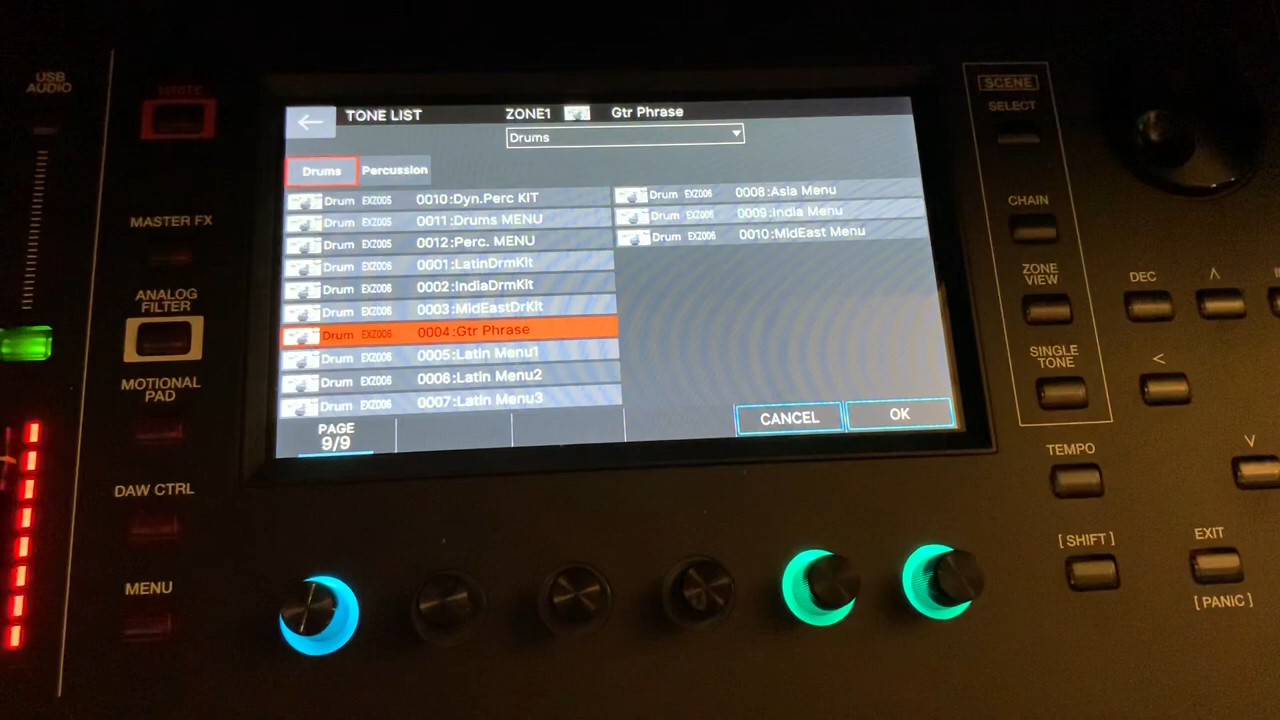 USB
AUDIO
WRITE
MASTER FX
ANALOG
FILTER
MOTIONAL
PAD
DAW CTRL
MENU
TONE LIST
ZONE1
Gtr Phrase
Drums
Drums
Percussion
Drum EXZ005 0010:Dyn.Perc KIT
Drum EXZ005 0011:Drums MENU
Drum EXZ005 0012:Perc. MENU
Drum EXZ006 0001:LatinDrmKit
Drum EXZ006 0002:IndiaDrmKit
Drum EXZ006 0003:MidEastDrKit
Drum EXZ006 0004:Gtr Phrase
Drum EXZ006 0005:Latin Menu1
Drum EXZ006 0006:Latin Menu2
Drum EXZ006 0007:Latin Menu3
Drum EXZ006 0008:Asia Menu
Drum EXZ006 0009:India Menu
Drum EXZ006 0010:MidEast Menu
PAGE
9/9
CANCEL
OK
SCENE
SELECT
CHAIN
ZONE
VIEW
SINGLE
TONE
TEMPO
[ SHIFT ]
DEC
EXIT
[ PANIC ]